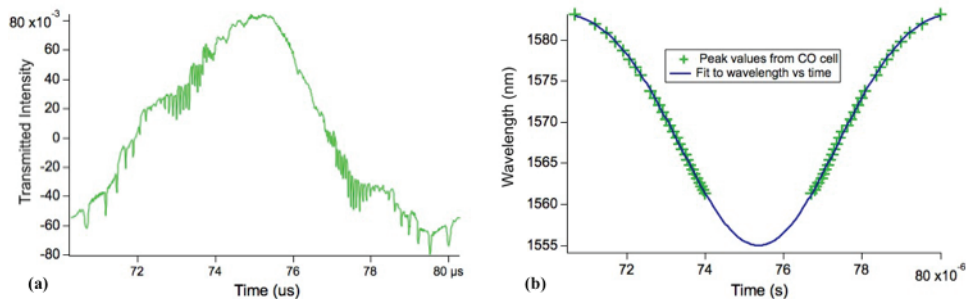 80 x10⁻³
60
40
20
0
-20
-40
-60
-80
Transmitted Intensity
72
74
76
78
80 µs
(a)
Time (us)
1580
1575
1570
1565
1560
1555
Wavelength (nm)
Peak values from CO cell
Fit to wavelength vs time
72
74
76
78
80 x10⁻⁶
(b)
Time (s)